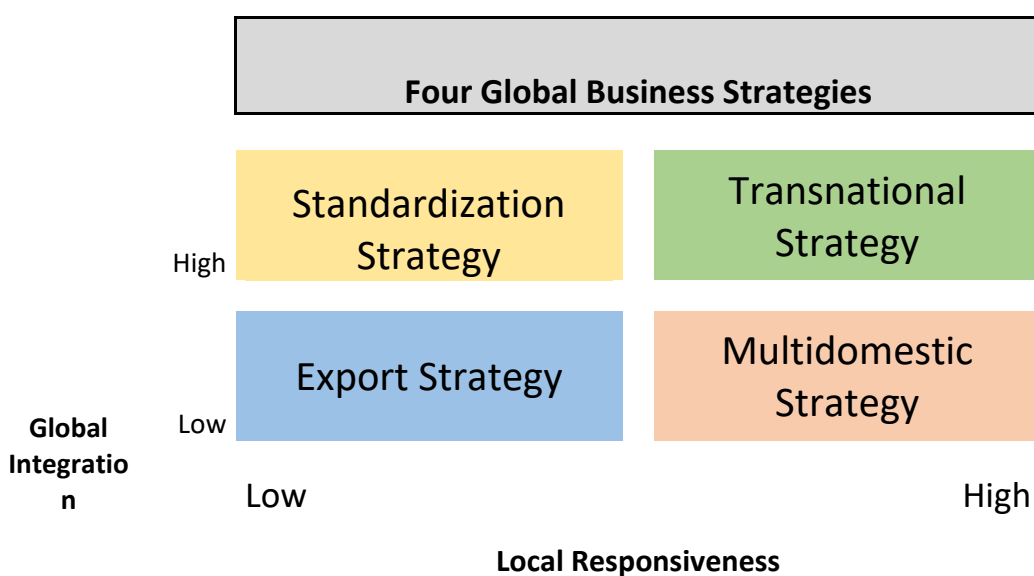 Four Global Business Strategies
Standardization
Strategy
Transnational
Strategy
High
Export Strategy
Multidomestic
Strategy
Low
Global
Integratio
n
Low
High
Local Responsiveness